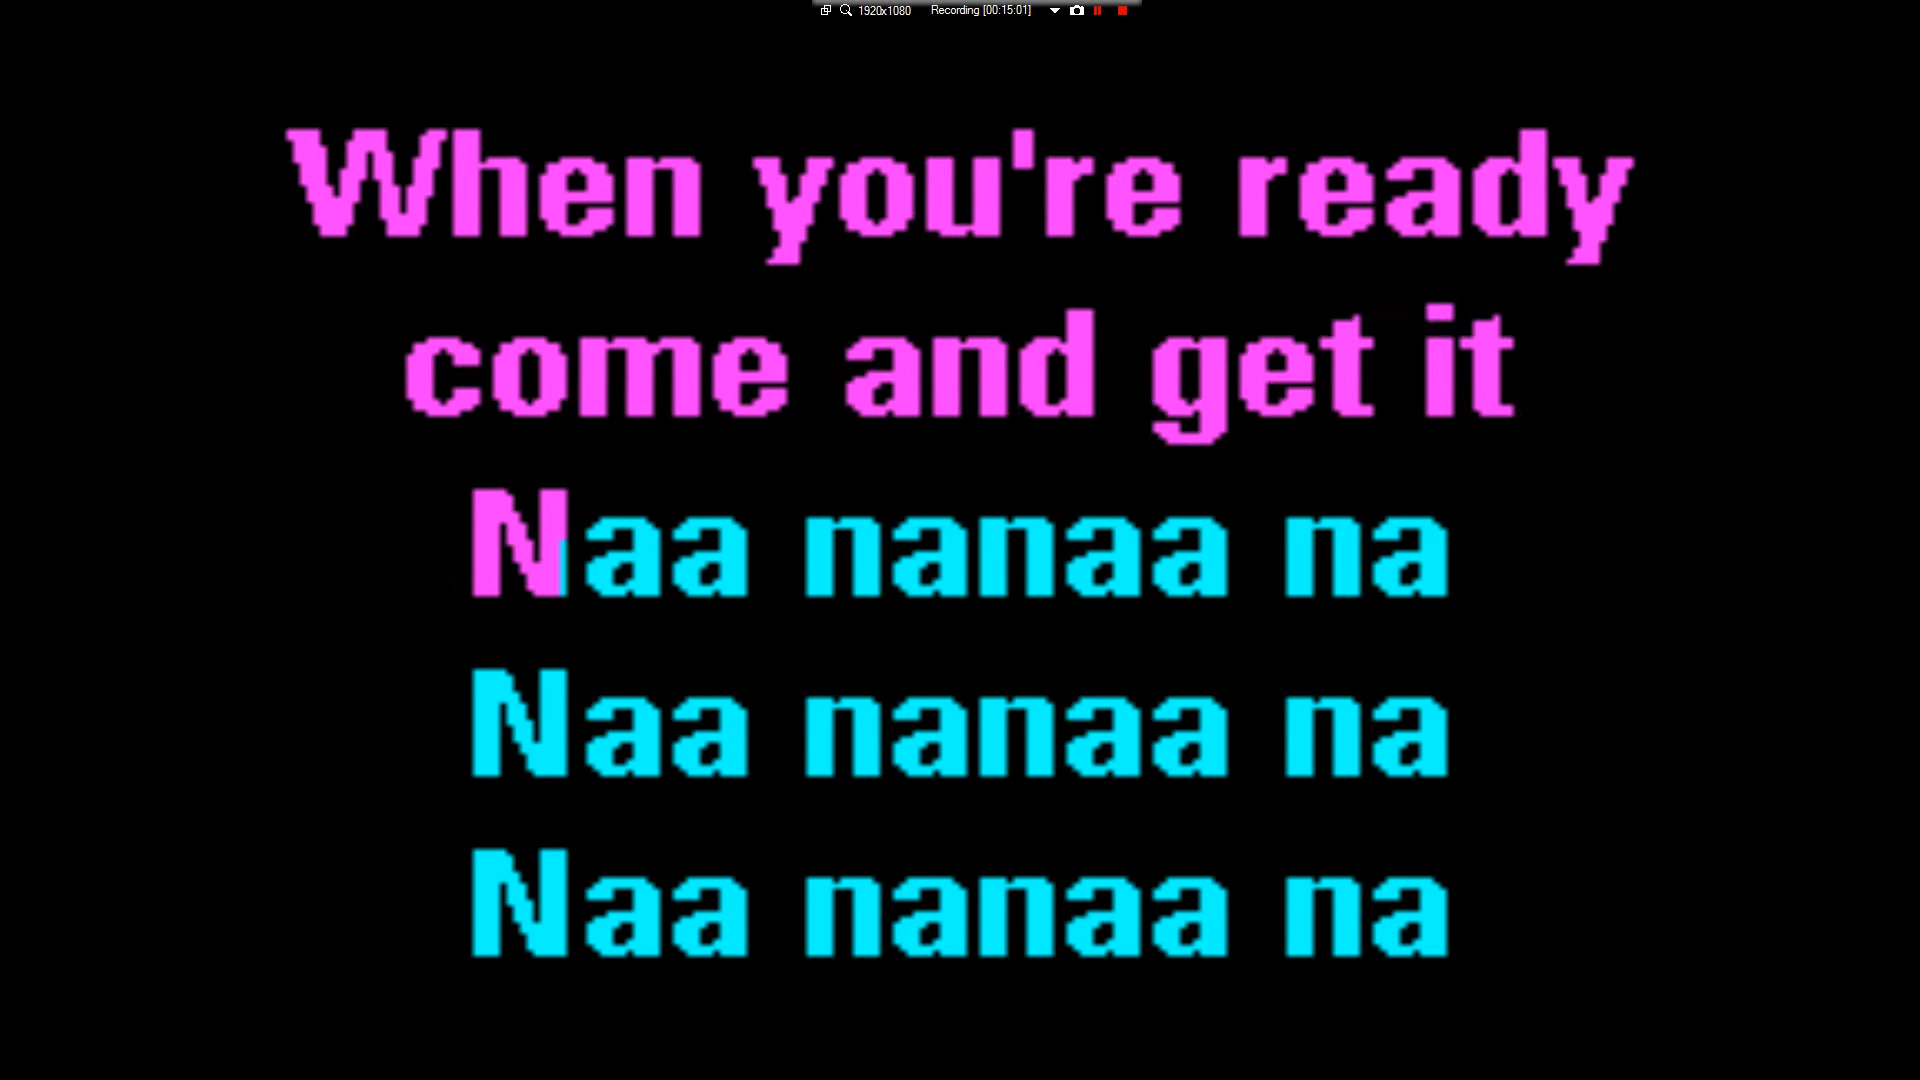 1920x1080 Recording [00:15:01]
When you're ready
come and get it
Naa nanaa na
Naa nanaa na
Naa nanaa na